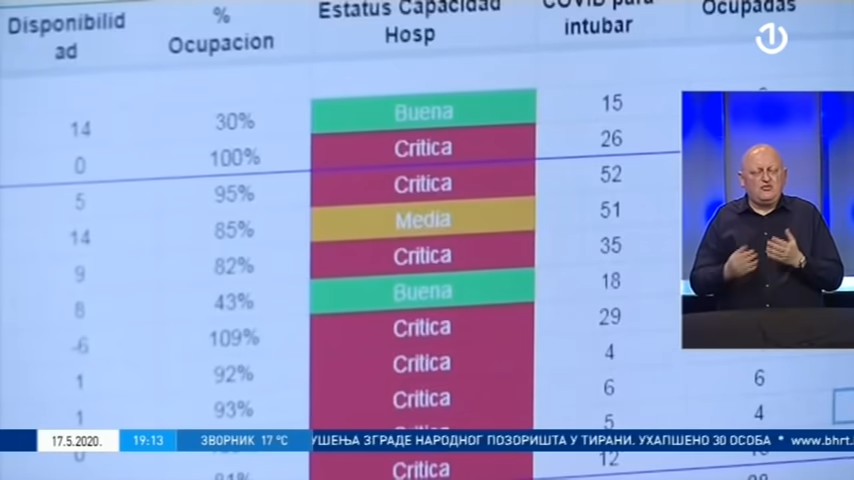 Disponibilid
ad
%
Ocupacion
Estatus Capacidad
Hosp
COVID para
intubar
Ocupadas
14 30% Buena 15
0 100% Critica 26
5 95% Critica 52
14 85% Media 51
9 82% Critica 35
8 43% Buena 18
-6 109% Critica 29
1 92% Critica 4
1 93% Critica 6 6
Critica 5 4
Critica 12
17.5.2020. 19:13 ЗВОРНИК 17 °C УШЕЊА ЗГРАДЕ НАРОДНОГ ПОЗОРИШТА У ТИРАНИ. УХАПШЕНО 30 ОСОБА * www.bhrt.